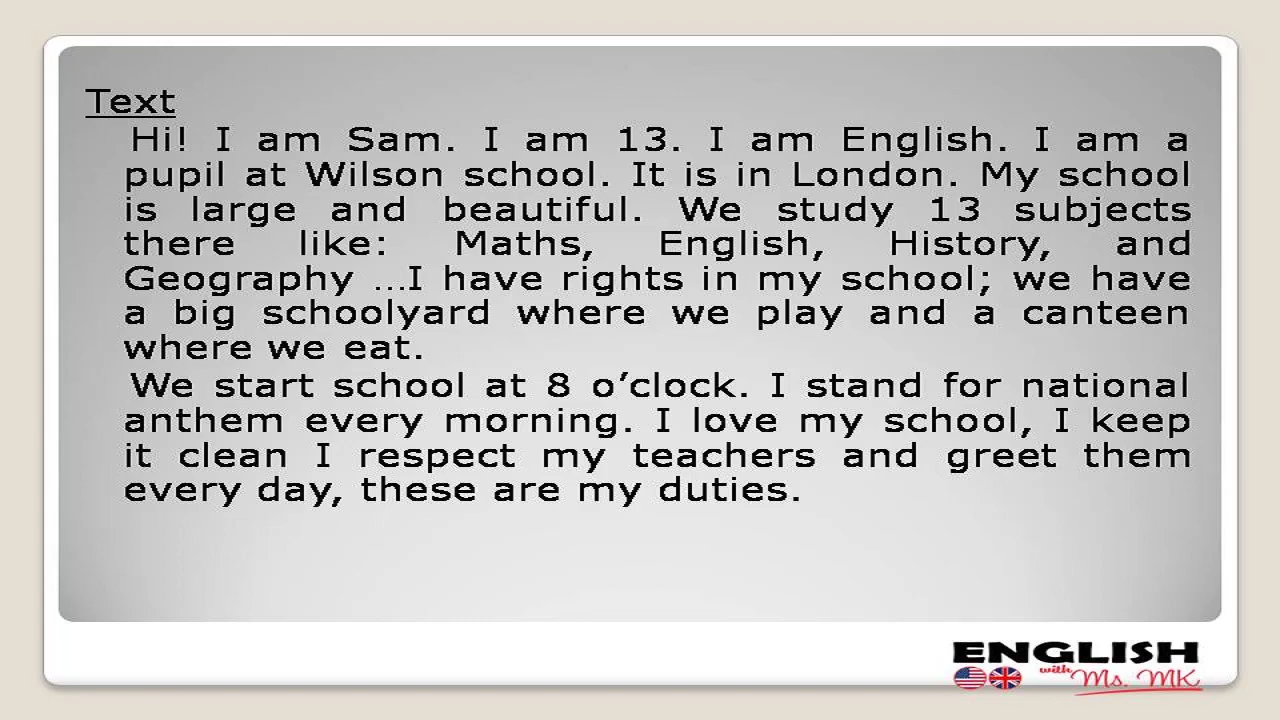 Text
Hi! I am Sam. I am 13. I am English. I am a
pupil at Wilson school. It is in London. My school
is large and beautiful. We study 13 subjects
there like: Maths, English, History, and
Geography ...I have rights in my school; we have
a big schoolyard where we play and a canteen
where we eat.
We start school at 8 o’clock. I stand for national
anthem every morning. I love my school, I keep
it clean I respect my teachers and greet them
every day, these are my duties.
ENGLISH
with Ms. MK